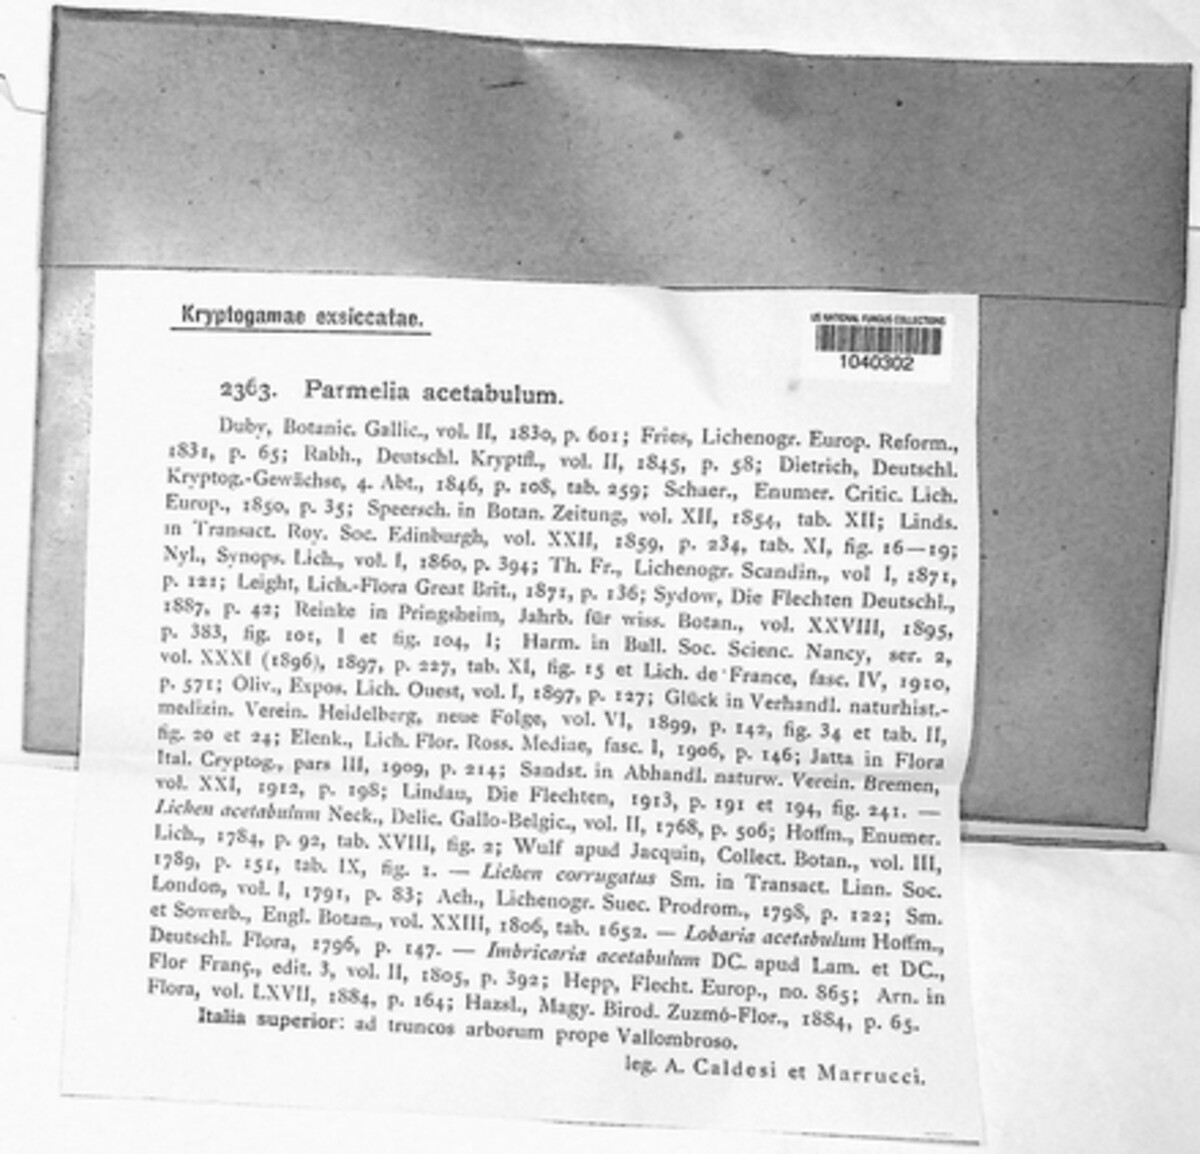 Kryptogamae exsiccatae.
US NATIONAL FUNGUS COLLECTIONS
1040302
2363. Parmelia acetabulum.
Duby, Botanic. Gallic., vol. II, 1830, p. 601; Fries, Lichenogr. Europ. Reform.,
1831, p. 65; Rabh., Deutschl. Kryptfl., vol. II, 1845, p. 58; Dietrich, Deutschl.
Kryptog.-Gewächse, 4. Abt., 1846, p. 108, tab. 259; Schaer., Enumer. Critic. Lich.
Europ., 1850, p. 35; Speersch. in Botan. Zeitung, vol. XII, 1854, tab. XII; Linds.
in Transact. Roy. Soc. Edinburgh, vol. XXII, 1859, p. 234, tab. XI, fig. 16—19;
Nyl., Synops. Lich., vol. I, 1860, p. 394; Th. Fr., Lichenogr. Scandin., vol I, 1871,
p. 121; Leight, Lich.-Flora Great Brit., 1871, p. 136; Sydow, Die Flechten Deutschl.,
1887, p. 42; Reinke in Pringsheim, Jahrb. für wiss. Botan., vol. XXVIII, 1895,
p. 383, fig. 101, I et fig. 104, I; Harm. in Bull. Soc. Scienc. Nancy, ser. 2,
vol. XXXI (1896), 1897, p. 227, tab. XI, fig. 15 et Lich. de France, fasc. IV, 1910,
p. 571; Oliv., Expos. Lich. Ouest, vol. I, 1897, p. 127; Glück in Verhandl. naturhist.-
medizin. Verein. Heidelberg, neue Folge, vol. VI, 1899, p. 142, fig. 34 et tab. II,
fig. 20 et 24; Elenk., Lich. Flor. Ross. Mediae, fasc. I, 1906, p. 146; Jatta in Flora
Ital. Cryptog., pars III, 1909, p. 214; Sandst. in Abhandl. naturw. Verein. Bremen,
vol. XXI, 1912, p. 198; Lindau, Die Flechten, 1913, p. 191 et 194, fig. 241. —
Lichen acetabulum Neck., Delic. Gallo-Belgic., vol. II, 1768, p. 506; Hoffm., Enumer.
Lich., 1784, p. 92, tab. XVIII, fig. 2; Wulf apud Jacquin, Collect. Botan., vol. III,
1789, p. 151, tab. IX, fig. 1. — Lichen corrugatus Sm. in Transact. Linn. Soc.
London, vol. I, 1791, p. 83; Ach., Lichenogr. Suec. Prodrom., 1798, p. 122; Sm.
et Sowerb., Engl. Botan., vol. XXIII, 1806, tab. 1652. — Lobaria acetabulum Hoffm.,
Deutschl. Flora, 1796, p. 147. — Imbricaria acetabulum DC. apud Lam. et DC.,
Flor Franç., edit. 3, vol. II, 1805, p. 392; Hepp, Flecht. Europ., no. 865; Arn. in
Flora, vol. LXVII, 1884, p. 164; Hazsl., Magy. Birod. Zuzmó-Flor., 1884, p. 65.
Italia superior: ad truncos arborum prope Vallombroso.
leg. A. Caldesi et Marrucci.